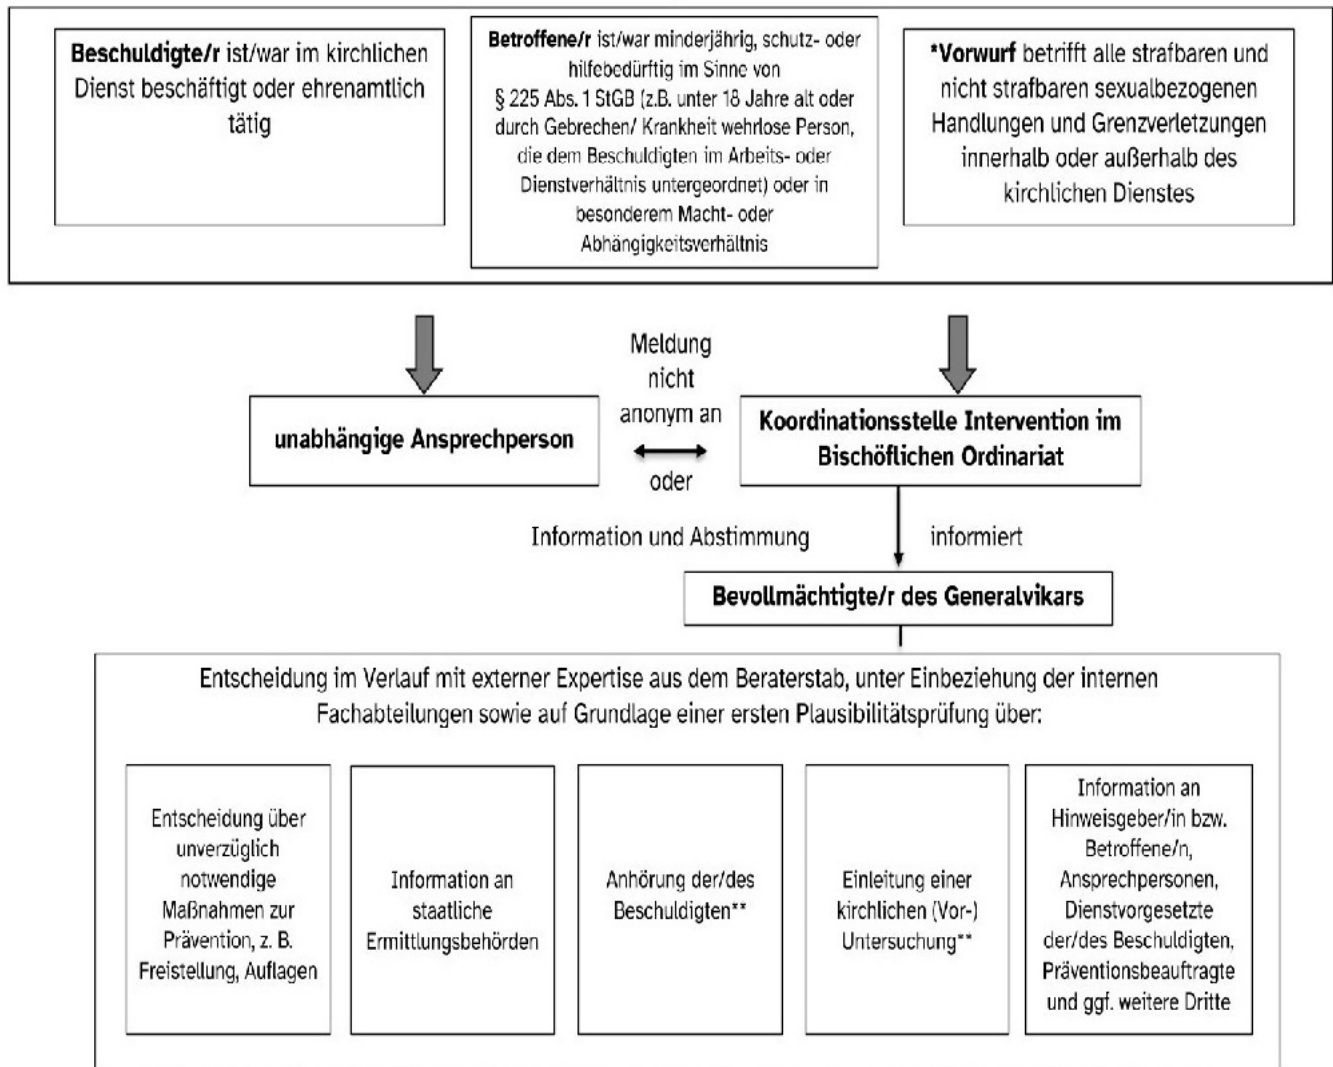 Beschuldigte/r ist/war im kirchlichen
Dienst beschäftigt oder ehrenamtlich
tätig
Betroffene/r ist/war minderjährig, schutz- oder
hilfebedürftig im Sinne von
§ 225 Abs. 1 StGB (z.B. unter 18 Jahre alt oder
durch Gebrechen/ Krankheit wehrlose Person,
die dem Beschuldigten im Arbeits- oder
Dienstverhältnis untergeordnet) oder in
besonderem Macht- oder
Abhängigkeitsverhältnis
*Vorwurf betrifft alle strafbaren und
nicht strafbaren sexualbezogenen
Handlungen und Grenzverletzungen
innerhalb oder außerhalb des
kirchlichen Dienstes
unabhängige Ansprechperson
Meldung
nicht
anonym an
oder
Koordinationsstelle Intervention im
Bischöflichen Ordinariat
Information und Abstimmung
informiert
Bevollmächtigte/r des Generalvikars
Entscheidung im Verlauf mit externer Expertise aus dem Beraterstab, unter Einbeziehung der internen
Fachabteilungen sowie auf Grundlage einer ersten Plausibilitätsprüfung über:
Entscheidung über
unverzüglich
notwendige
Maßnahmen zur
Prävention, z. B.
Freistellung, Auflagen
Information an
staatliche
Ermittlungsbehörden
Anhörung der/des
Beschuldigten**
Einleitung einer
kirchlichen (Vor-)
Untersuchung**
Information an
Hinweisgeber/in bzw.
Betroffene/n,
Ansprechpersonen,
Dienstvorgesetzte
der/des Beschuldigten,
Präventionsbeauftragte
und ggf. weitere Dritte